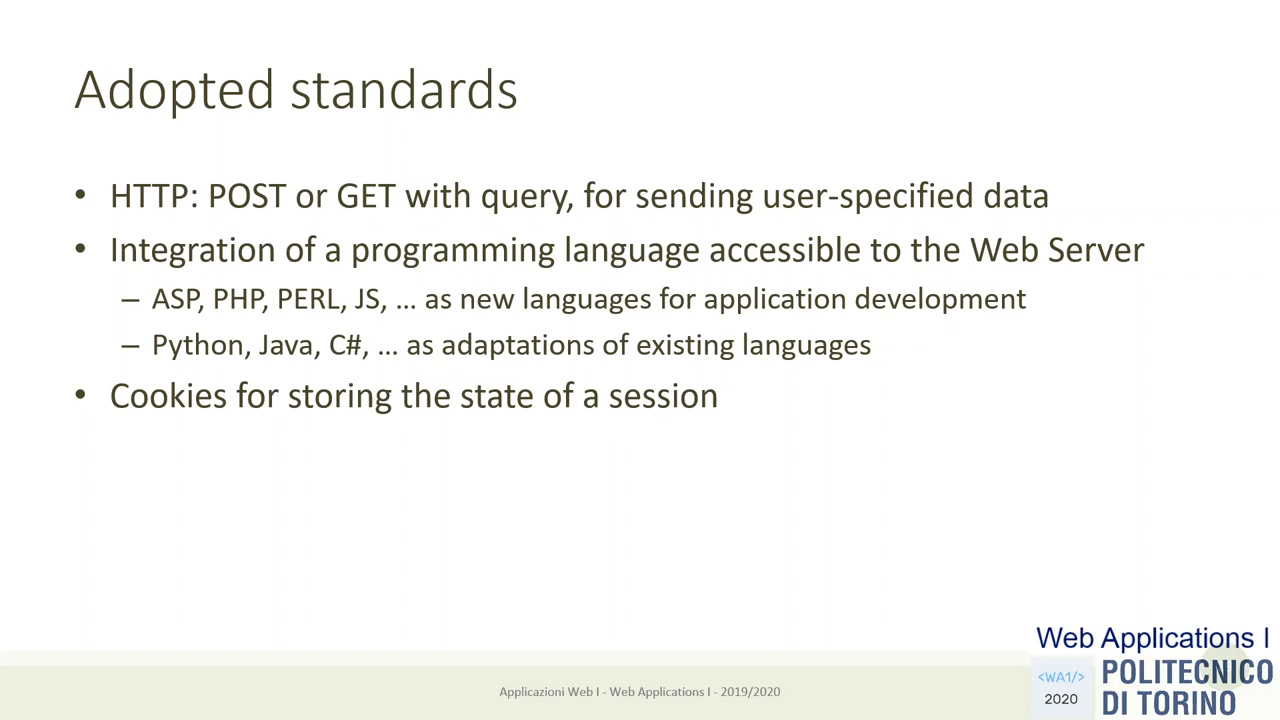 Adopted standards
• HTTP: POST or GET with query, for sending user-specified data
• Integration of a programming language accessible to the Web Server
– ASP, PHP, PERL, JS, … as new languages for application development
– Python, Java, C#, … as adaptations of existing languages
• Cookies for storing the state of a session
Web Applications I
<WA1/>
2020
POLITECNICO
DI TORINO
Applicazioni Web I - Web Applications I - 2019/2020